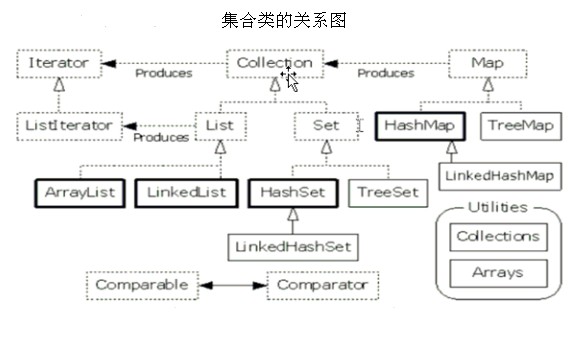 集合类的关系图
Iterator
Produces
Collection
Produces
Map
ListIterator
Produces
List
Set
HashMap
TreeMap
ArrayList
LinkedList
HashSet
TreeSet
LinkedHashMap
LinkedHashSet
Utilities
Collections
Arrays
Comparable
Comparator